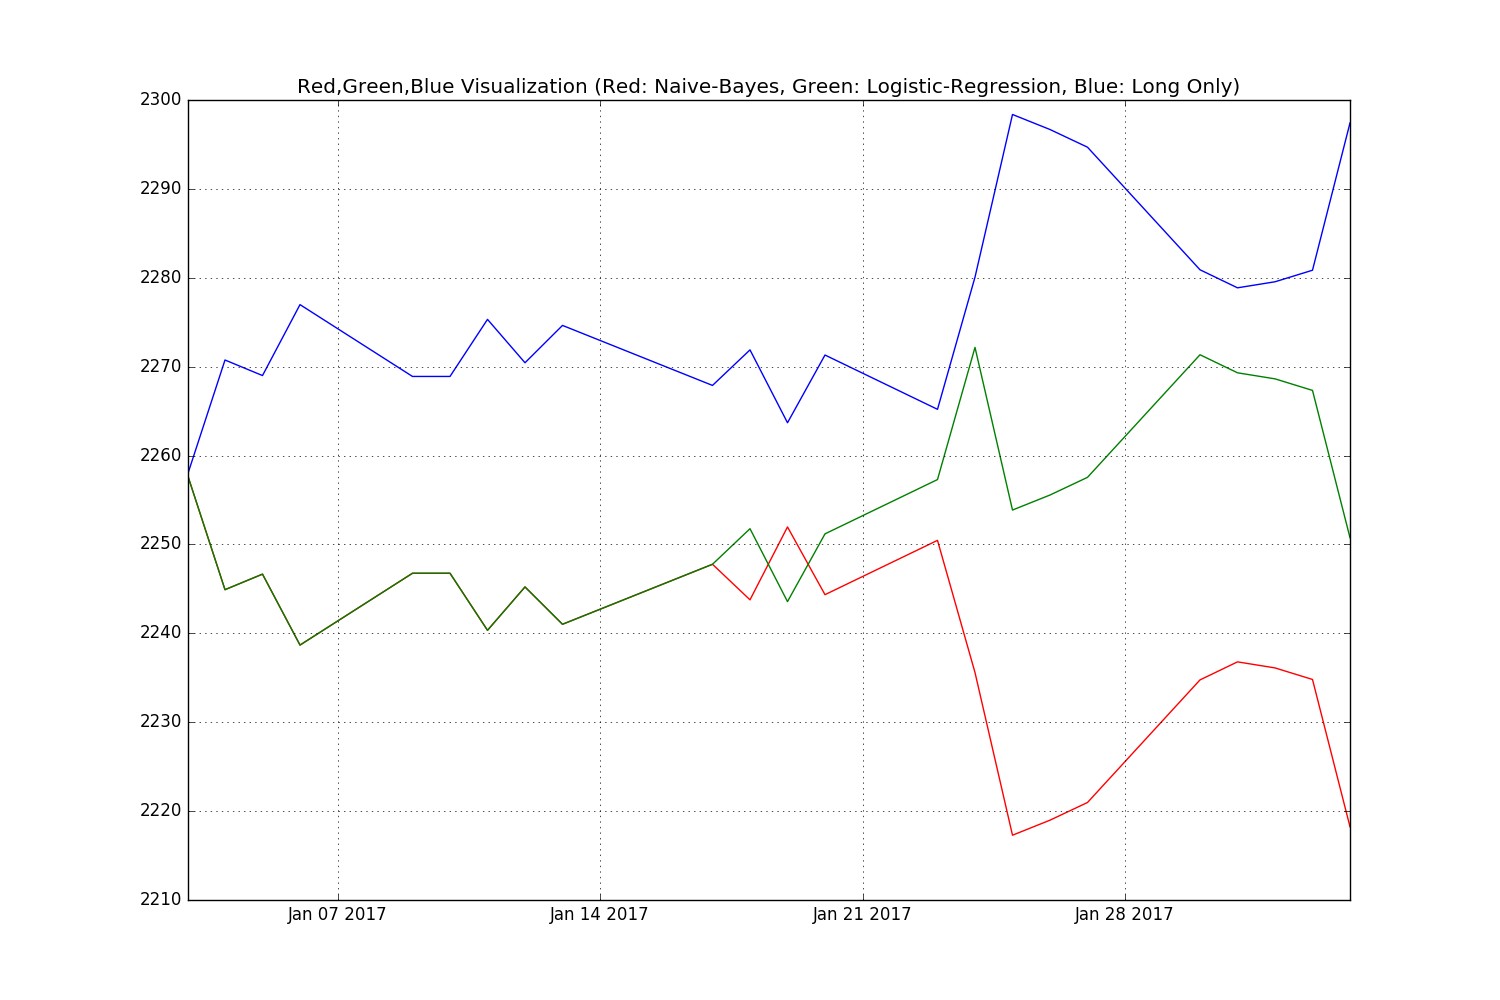 Red,Green,Blue Visualization (Red: Naive-Bayes, Green: Logistic-Regression, Blue: Long Only)
2300
2290
2280
2270
2260
2250
2240
2230
2220
2210
Jan 07 2017
Jan 14 2017
Jan 21 2017
Jan 28 2017